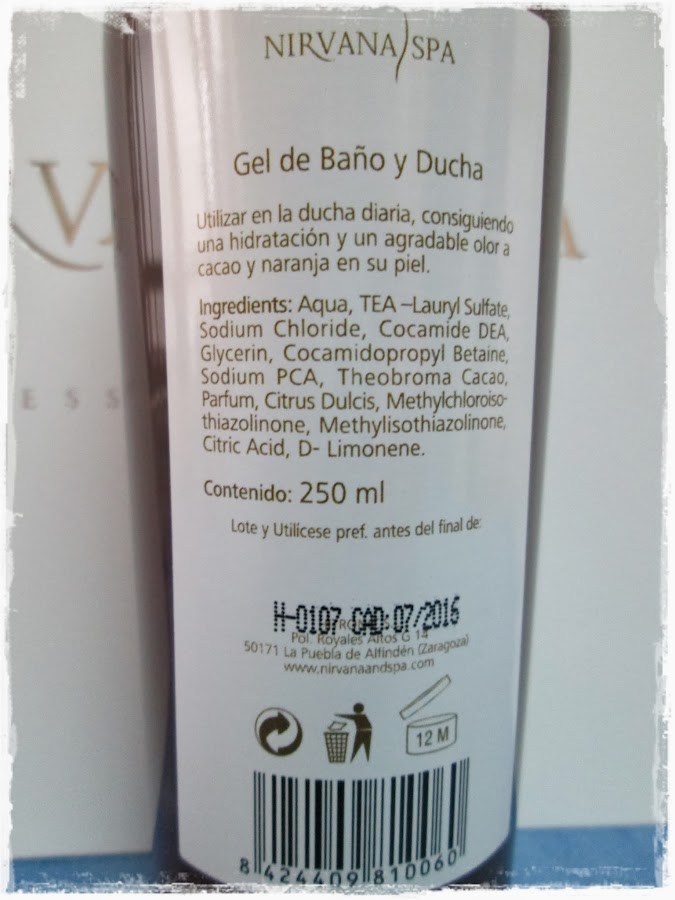 NIRVANA SPA
Gel de Baño y Ducha
Utilizar en la ducha diaria, consiguiendo
una hidratación y un agradable olor a
cacao y naranja en su piel.
Ingredients: Aqua, TEA –Lauryl Sulfate,
Sodium Chloride, Cocamide DEA,
Glycerin, Cocamidopropyl Betaine,
Sodium PCA, Theobroma Cacao,
Parfum, Citrus Dulcis, Methylchloroiso-
thiazolinone, Methylisothiazolinone,
Citric Acid, D- Limonene.
Contenido: 250 ml
Lote y Utilícese pref. antes del final de:
H-0107 CAD:07/2016
Pol. Royales Altos G 14
50171 La Puebla de Alfindén (Zaragoza)
www.nirvanaandspa.com
12 M
8 424409 810060